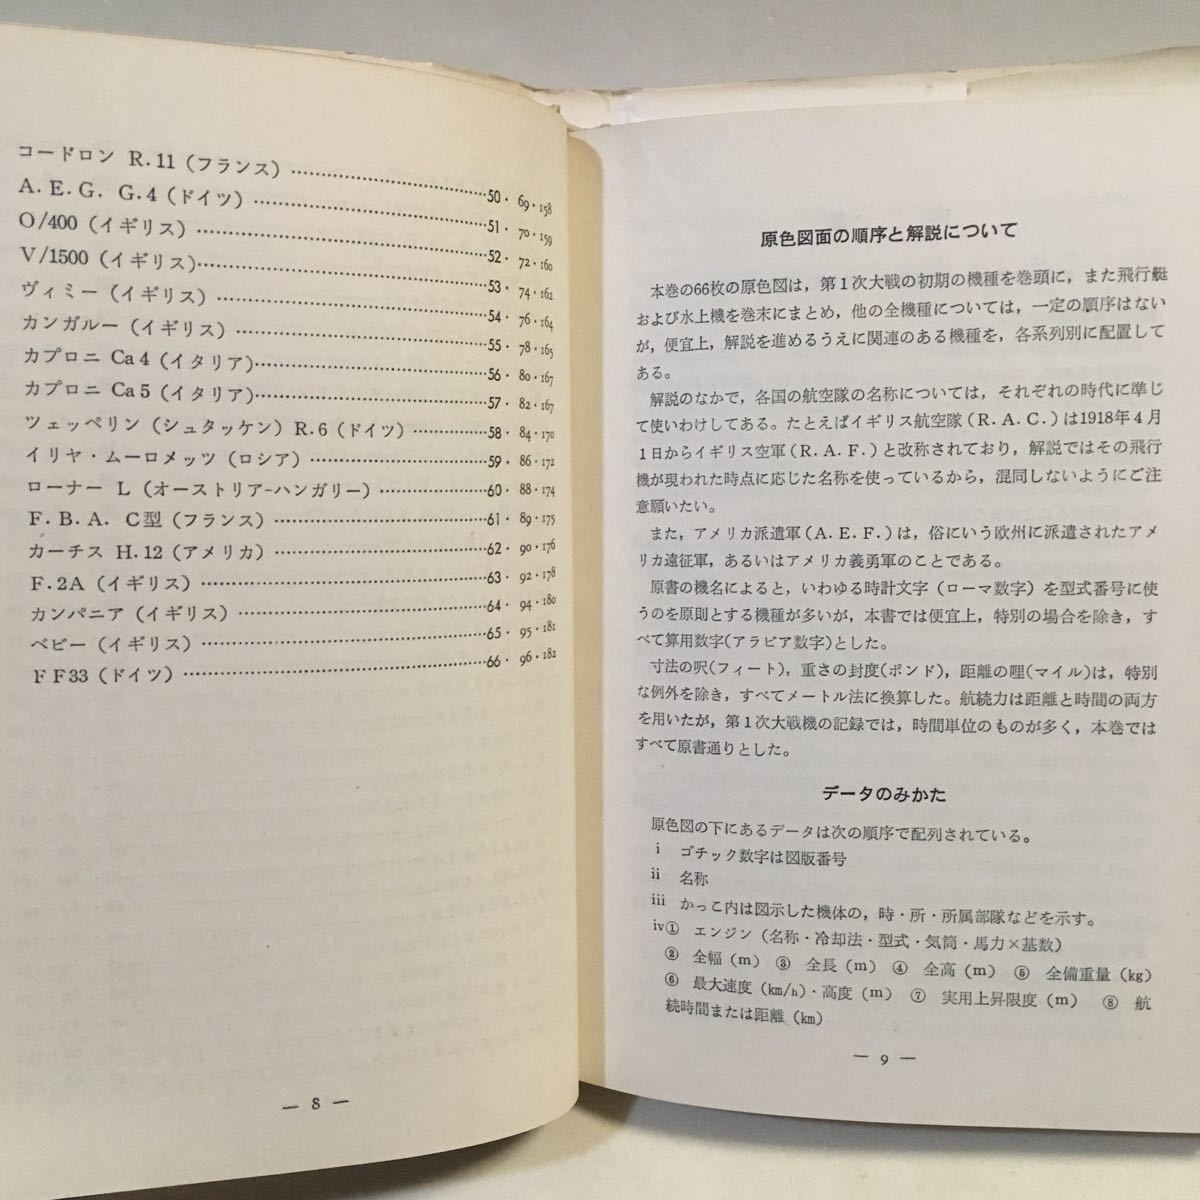 コードロン R.11(フランス)……………………50・ 69・158
A. E. G. G.4(ドイツ)……………………51・ 70・159
O/400(イギリス)……………………52・ 72・160
V/1500(イギリス)……………………53・ 74・162
ヴィミー(イギリス)……………………54・ 76・164
カンガルー(イギリス)……………………55・ 78・165
カプロニ Ca4(イタリア)……………………56・ 80・167
カプロニ Ca5(イタリア)……………………57・ 82・167
ツェッペリン(シュタッケン)R.6(ドイツ)…………58・ 84・170
イリヤ・ムーロメッツ(ロシア)……………………59・ 86・172
ローナー L(オーストリア-ハンガリー)……………60・ 88・174
F. B. A. C型(フランス)……………………61・ 89・175
カーチス H.12(アメリカ)……………………62・ 90・176
F.2A(イギリス)……………………63・ 92・178
カンパニア(イギリス)……………………64・ 94・180
ベビー(イギリス)……………………65・ 95・181
FF33(ドイツ)……………………66・ 96・182
— 8 —
原色図面の順序と解説について
本巻の66枚の原色図は，第1次大戦の初期の機種を巻頭に，また飛行艇
および水上機を巻末にまとめ，他の全機種については，一定の順序はない
が，便宜上，解説を進めるうえに関連のある機種を，各系列別に配置して
ある。
解説のなかで，各国の航空隊の名称については，それぞれの時代に準じ
て使いわけしてある。たとえばイギリス航空隊(R. A. C.)は1918年4月
1日からイギリス空軍(R. A. F.)と改称されており，解説ではその飛行
機が現われた時点に応じた名称を使っているから，混同しないようにご注
意願いたい。
また，アメリカ派遣軍(A. E. F.)は，俗にいう欧州に派遣されたアメ
リカ遠征軍，あるいはアメリカ義勇軍のことである。
原書の機名によると，いわゆる時計文字(ローマ数字)を型式番号に使
うのを原則とする機種が多いが，本書では便宜上，特別の場合を除き，す
べて算用数字(アラビア数字)とした。
寸法の呎(フィート)，重さの封度(ポンド)，距離の哩(マイル)は，特別
な例外を除き，すべてメートル法に換算した。航続力は距離と時間の両方
を用いたが，第1次大戦機の記録では，時間単位のものが多く，本巻では
すべて原書通りとした。
データのみかた
原色図の下にあるデータは次の順序で配列されている。
i ゴチック数字は図版番号
ii 名称
iii かっこ内は図示した機体の，時・所・所属部隊などを示す。
iv① エンジン(名称・冷却法・型式・気筒・馬力×基数)
② 全幅(m) ③ 全長(m) ④ 全高(m) ⑤ 全備重量(kg)
⑥ 最大速度(km/h)・高度(m) ⑦ 実用上昇限度(m) ⑧ 航
続時間または距離(km)
— 9 —